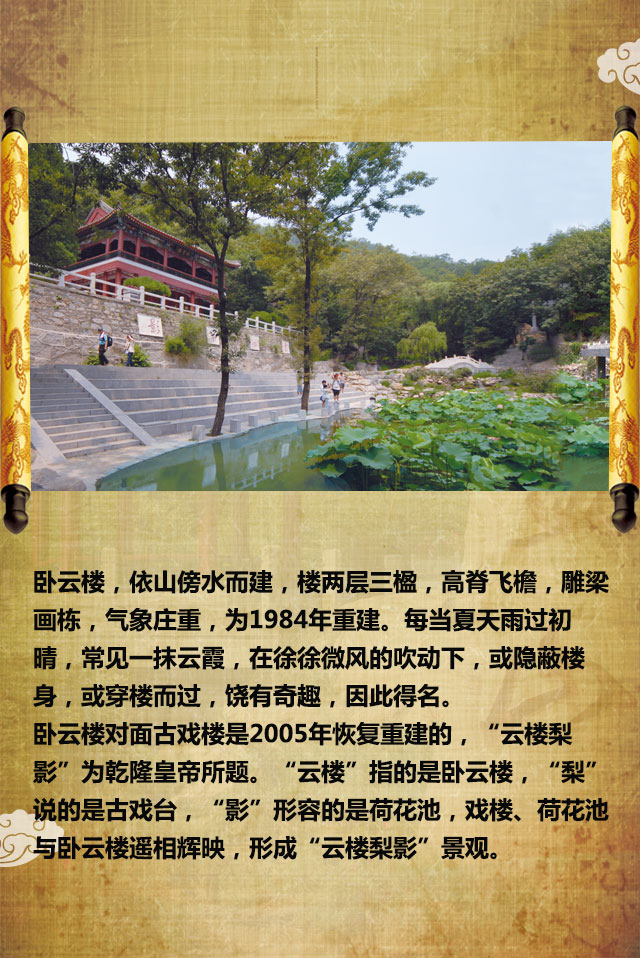 卧云楼，依山傍水而建，楼两层三楹，高脊飞檐，雕梁
画栋，气象庄重，为1984年重建。每当夏天雨过初
晴，常见一抹云霞，在徐徐微风的吹动下，或隐蔽楼
身，或穿楼而过，饶有奇趣，因此得名。
卧云楼对面古戏楼是2005年恢复重建的，“云楼梨
影”为乾隆皇帝所题。“云楼”指的是卧云楼，“梨”
说的是古戏台，“影”形容的是荷花池，戏楼、荷花池
与卧云楼遥相辉映，形成“云楼梨影”景观。